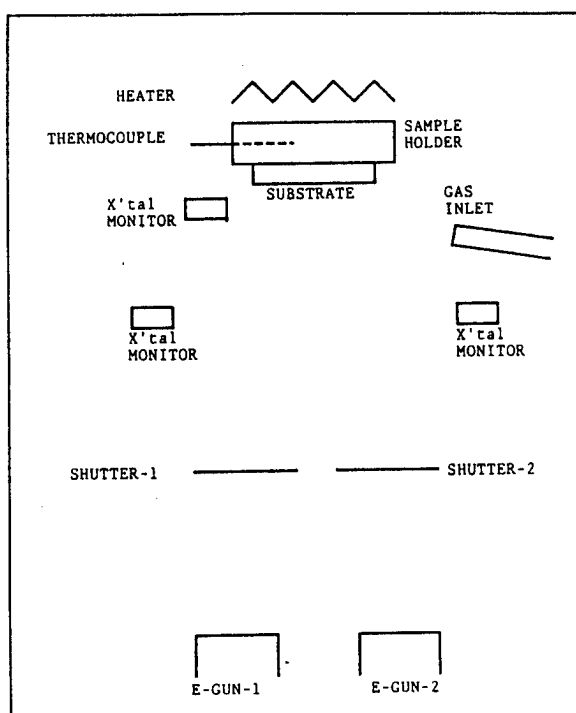 HEATER
THERMOCOUPLE
SAMPLE
HOLDER
SUBSTRATE
X'tal
MONITOR
GAS
INLET
X'tal
MONITOR
X'tal
MONITOR
SHUTTER-1
SHUTTER-2
E-GUN-1
E-GUN-2